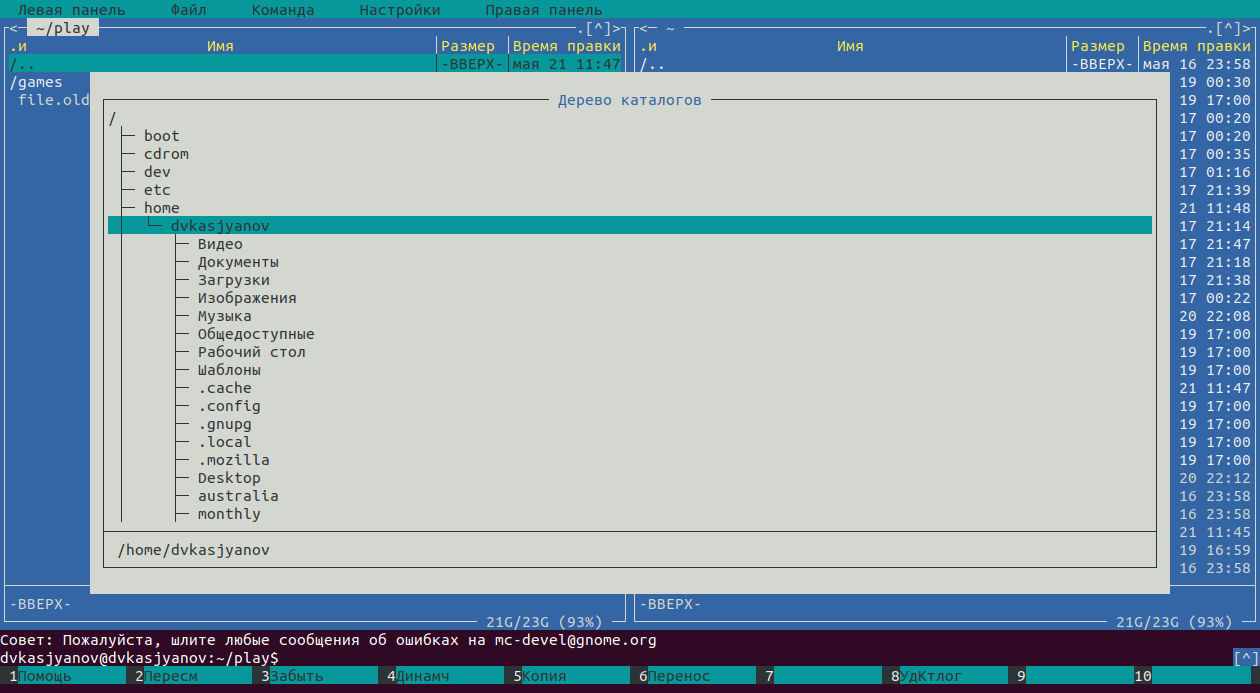 Левая панель Файл Команда Настройки Правая панель
<─ ~/play .[^]> <─ ~ .[^]>
.и Имя Размер Время правки .и Имя Размер Время правки
/.. -ВВЕРХ- мая 21 11:47 /.. -ВВЕРХ- мая 16 23:58
/games 19 00:30
file.old Дерево каталогов 19 17:00
/ 17 00:20
boot 17 00:20
cdrom 17 00:35
dev 17 01:16
etc 17 21:39
home 21 11:48
dvkasjyanov 17 21:14
Видео 17 21:47
Документы 17 21:18
Загрузки 17 21:38
Изображения 17 00:22
Музыка 20 22:08
Общедоступные 19 17:00
Рабочий стол 19 17:00
Шаблоны 19 17:00
.cache 21 11:47
.config 19 17:00
.gnupg 19 17:00
.local 19 17:00
.mozilla 19 17:00
Desktop 20 22:12
australia 16 23:58
monthly 16 23:58
21 11:45
/home/dvkasjyanov 19 16:59
16 23:58
-ВВЕРХ- -ВВЕРХ-
21G/23G (93%) 21G/23G (93%)
Совет: Пожалуйста, шлите любые сообщения об ошибках на mc-devel@gnome.org
dvkasjyanov@dvkasjyanov:~/play$ [^]
1Помощь 2Пересм 3Забыть 4Динамч 5Копия 6Перенос 7 8УдКтлог 9 10